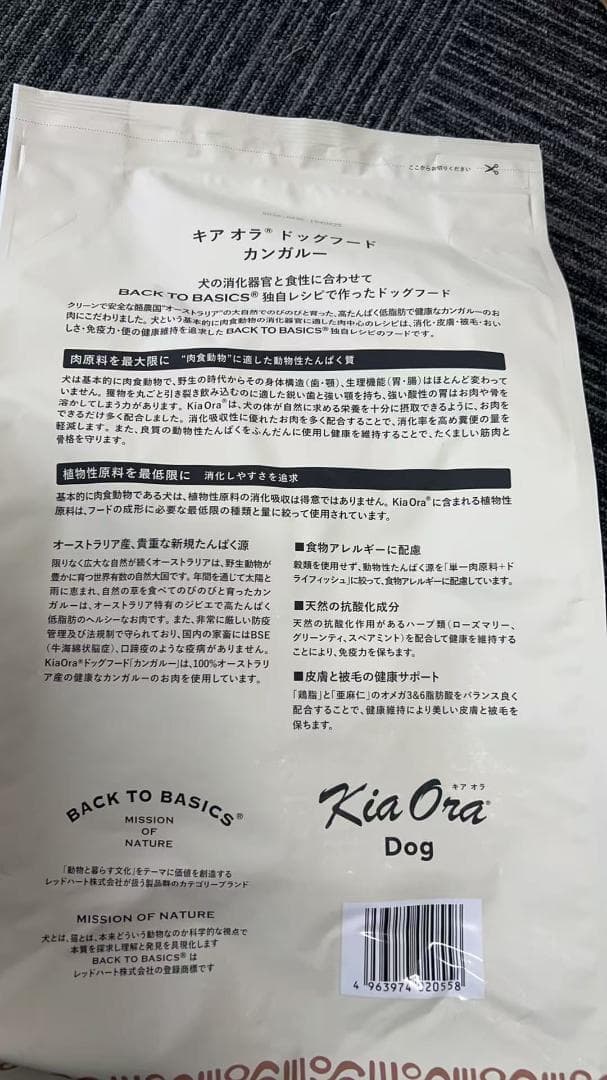 ここからお切りください
キア オラ® ドッグフード
カンガルー
犬の消化器官と食性に合わせて
BACK TO BASICS® 独自レシピで作ったドッグフード
クリーンで安全な酪農国"オーストラリア"の大自然でのびのびと育った、高たんぱく低脂肪で健康なカンガルーのお
肉にこだわりました。犬という基本的に肉食動物の消化器官に適した肉中心のレシピは、消化・皮膚・被毛・おい
しさ・免疫力・便の健康維持を追求した BACK TO BASICS® 独自レシピのフードです。
肉原料を最大限に "肉食動物"に適した動物性たんぱく質
犬は基本的に肉食動物で、野生の時代からその身体構造(歯・顎)、生理機能(胃・腸)はほとんど変わって
いません。獲物を丸ごと引き裂き飲み込むのに適した鋭い歯と強い顎を持ち、強い酸性の胃はお肉や骨を
溶かしてしまう力があります。KiaOra®は、犬の体が自然に求める栄養を十分に摂取できるように、お肉を
できるだけ多く配合しました。消化吸収性に優れたお肉を多く配合することで、消化率を高め糞便の量を
軽減します。また、良質の動物性たんぱくをふんだんに使用し健康を維持することで、たくましい筋肉と
骨格を守ります。
植物性原料を最低限に 消化しやすさを追求
基本的に肉食動物である犬は、植物性原料の消化吸収は得意ではありません。KiaOra®に含まれる植物性
原料は、フードの成形に必要な最低限の種類と量に絞って使用されています。
オーストラリア産、貴重な新規たんぱく源
限りなく広大な自然が続くオーストラリアは、野生動物が
豊かに育つ世界有数の自然大国です。年間を通じて太陽と
雨に恵まれ、自然の草を食べてのびのびと育ったカン
ガルーは、オーストラリア特有のジビエで高たんぱく
低脂肪のヘルシーなお肉です。また、非常に厳しい防疫
管理及び法規制で守られており、国内の家畜にはBSE
(牛海綿状脳症)、口蹄疫のような疫病がありません。
KiaOra®ドッグフード「カンガルー」は、100%オーストラリ
ア産の健康なカンガルーのお肉を使用しています。
■食物アレルギーに配慮
穀類を使用せず、動物性たんぱく源を「単一肉原料+ド
ライフィッシュ」に絞って、食物アレルギーに配慮しています。
■天然の抗酸化成分
天然の抗酸化作用があるハーブ類(ローズマリー、
グリーンティ、スペアミント)を配合して健康を維持する
ことにより、免疫力を保ちます。
■皮膚と被毛の健康サポート
「鶏脂」と「亜麻仁」のオメガ3&6脂肪酸をバランス良く
配合することで、健康維持により美しい皮膚と被毛を
保ちます。
BACK TO BASICS®
MISSION
OF
NATURE
「動物と暮らす文化」をテーマに価値を創造する
レッドハート株式会社が扱う製品群のカテゴリーブランド
MISSION OF NATURE
犬とは、猫とは、本来どういう動物なのか科学的な視点で
本質を探求し理解と発見を具現化します
BACK TO BASICS® は
レッドハート株式会社の登録商標です
キア オラ
Kia Ora®
Dog
4 963974 020558